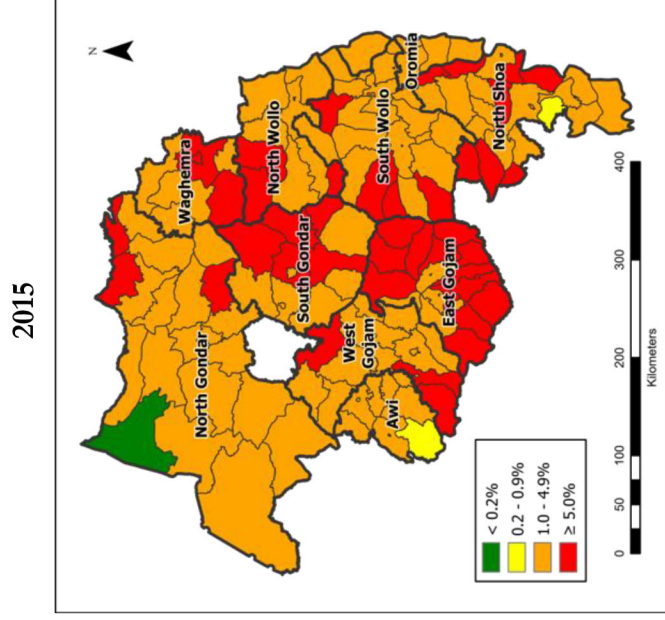 2015
N
Waghemra
North Gondar
North Wollo
South Gondar
South Wollo
Oromia
West
Gojam
East Gojam
Awi
North Shoa
< 0.2%
0.2 - 0.9%
1.0 - 4.9%
≥ 5.0%
0 50 100 200 300 400
Kilometers